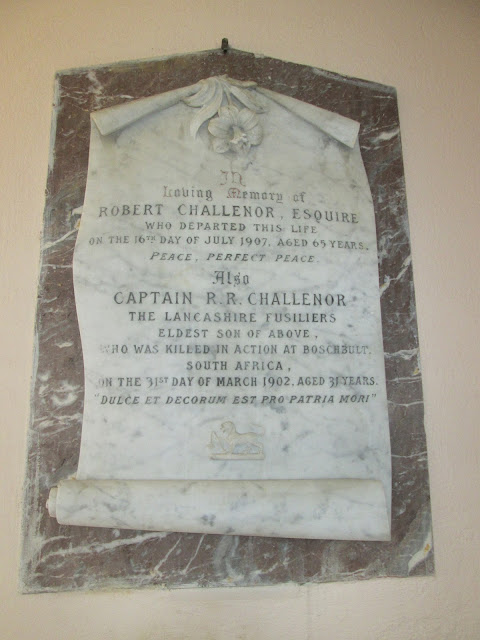 In
Loving Memory of
ROBERT CHALLENOR, ESQUIRE
WHO DEPARTED THIS LIFE
ON THE 16TH DAY OF JULY 1907, AGED 65 YEARS.
PEACE, PERFECT PEACE.
Also
CAPTAIN R.R. CHALLENOR
THE LANCASHIRE FUSILIERS
ELDEST SON OF ABOVE,
WHO WAS KILLED IN ACTION AT BOSCHBULT,
SOUTH AFRICA,
ON THE 31ST DAY OF MARCH 1902, AGED 31 YEARS.
"DULCE ET DECORUM EST PRO PATRIA MORI"